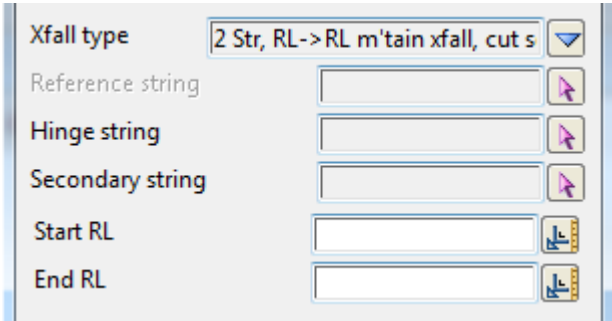 Xfall type 2 Str, RL->RL m'tain xfall, cut s
Reference string
Hinge string
Secondary string
Start RL
End RL